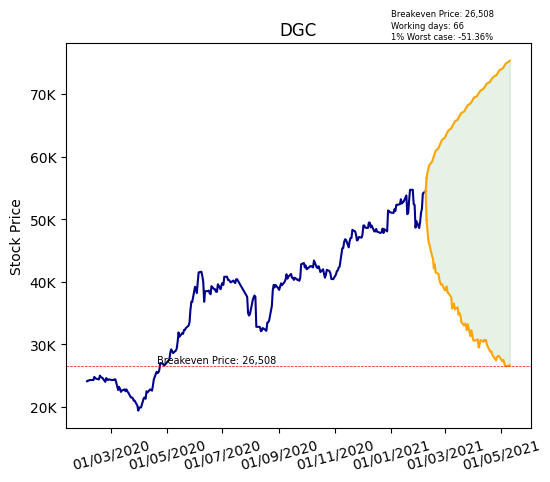 Breakeven Price: 26,508
Working days: 66
1% Worst case: -51.36%
DGC
Stock Price
70K
60K
50K
40K
30K
20K
Breakeven Price: 26,508
01/03/2020
01/05/2020
01/07/2020
01/09/2020
01/11/2020
01/01/2021
01/03/2021
01/05/2021